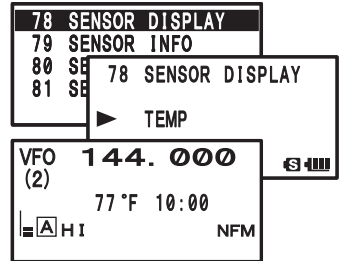 78 SENSOR DISPLAY
79 SENSOR INFO
80 SE
81 SE
78 SENSOR DISPLAY
▶ TEMP
S
VFO 144.000
(2)
77°F 10:00
A HI NFM